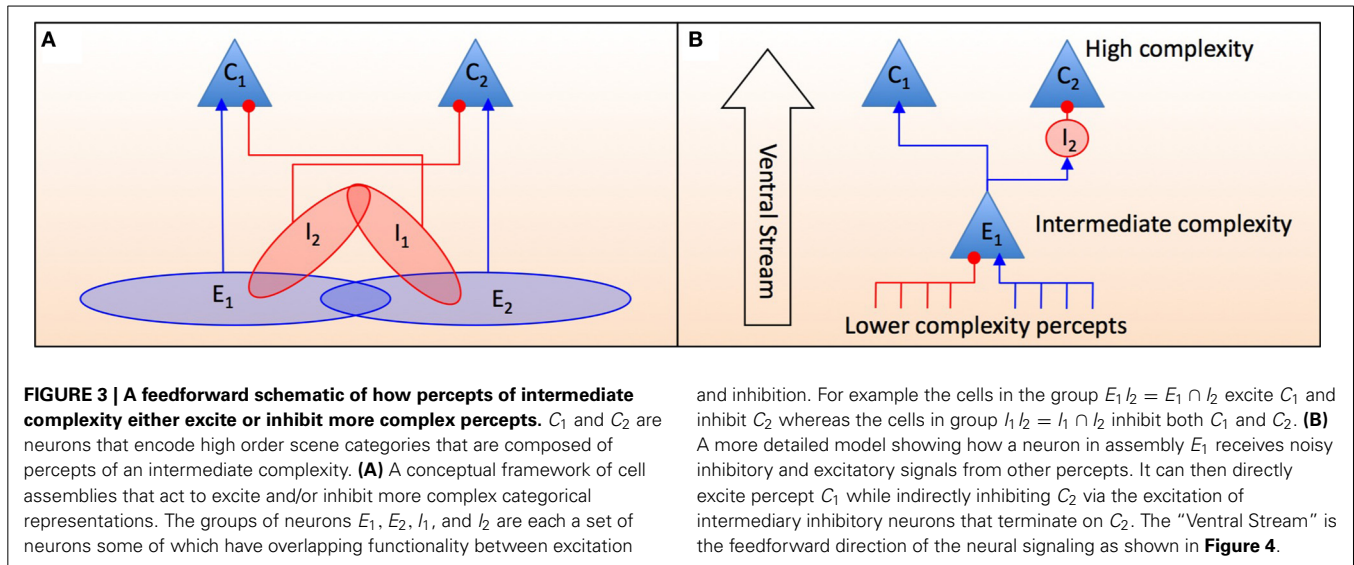 A
C1
C2
I2
I1
E1
E2
B
Ventral Stream
C1
High complexity
C2
I2
Intermediate complexity
E1
Lower complexity percepts
FIGURE 3 | A feedforward schematic of how percepts of intermediate
complexity either excite or inhibit more complex percepts. C1 and C2 are
neurons that encode high order scene categories that are composed of
percepts of an intermediate complexity. (A) A conceptual framework of cell
assemblies that act to excite and/or inhibit more complex categorical
representations. The groups of neurons E1, E2, I1, and I2 are each a set of
neurons some of which have overlapping functionality between excitation
and inhibition. For example the cells in the group E1I2 = E1 ∩ I2 excite C1 and
inhibit C2 whereas the cells in group I1I2 = I1 ∩ I2 inhibit both C1 and C2. (B)
A more detailed model showing how a neuron in assembly E1 receives noisy
inhibitory and excitatory signals from other percepts. It can then directly
excite percept C1 while indirectly inhibiting C2 via the excitation of
intermediary inhibitory neurons that terminate on C2. The “Ventral Stream” is
the feedforward direction of the neural signaling as shown in Figure 4.